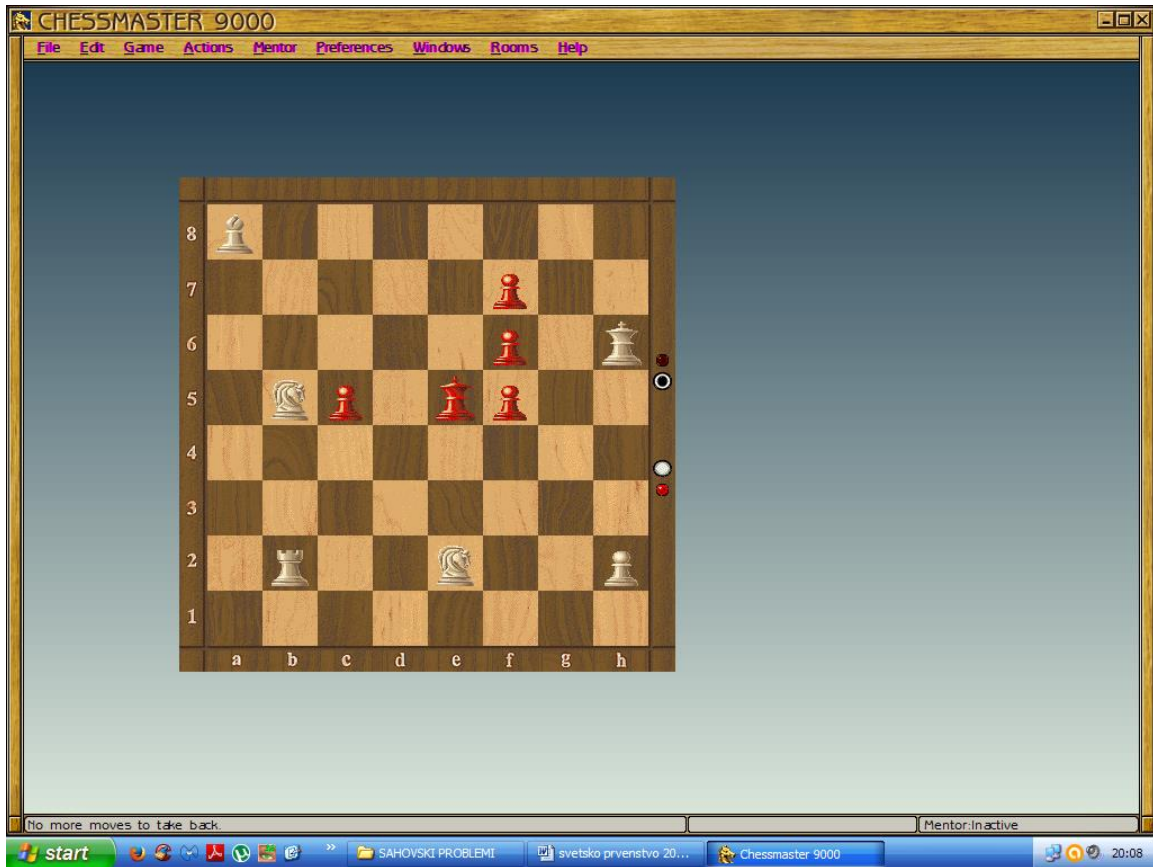 CHESSMASTER 9000
File Edit Game Actions Mentor Preferences Windows Rooms Help
8
7
6
5
4
3
2
1
a b c d e f g h
No more moves to take back. Mentor:Inactive
start » SAHOVSKI PROBLEMI svetsko prvenstvo 20... Chessmaster 9000 20:08